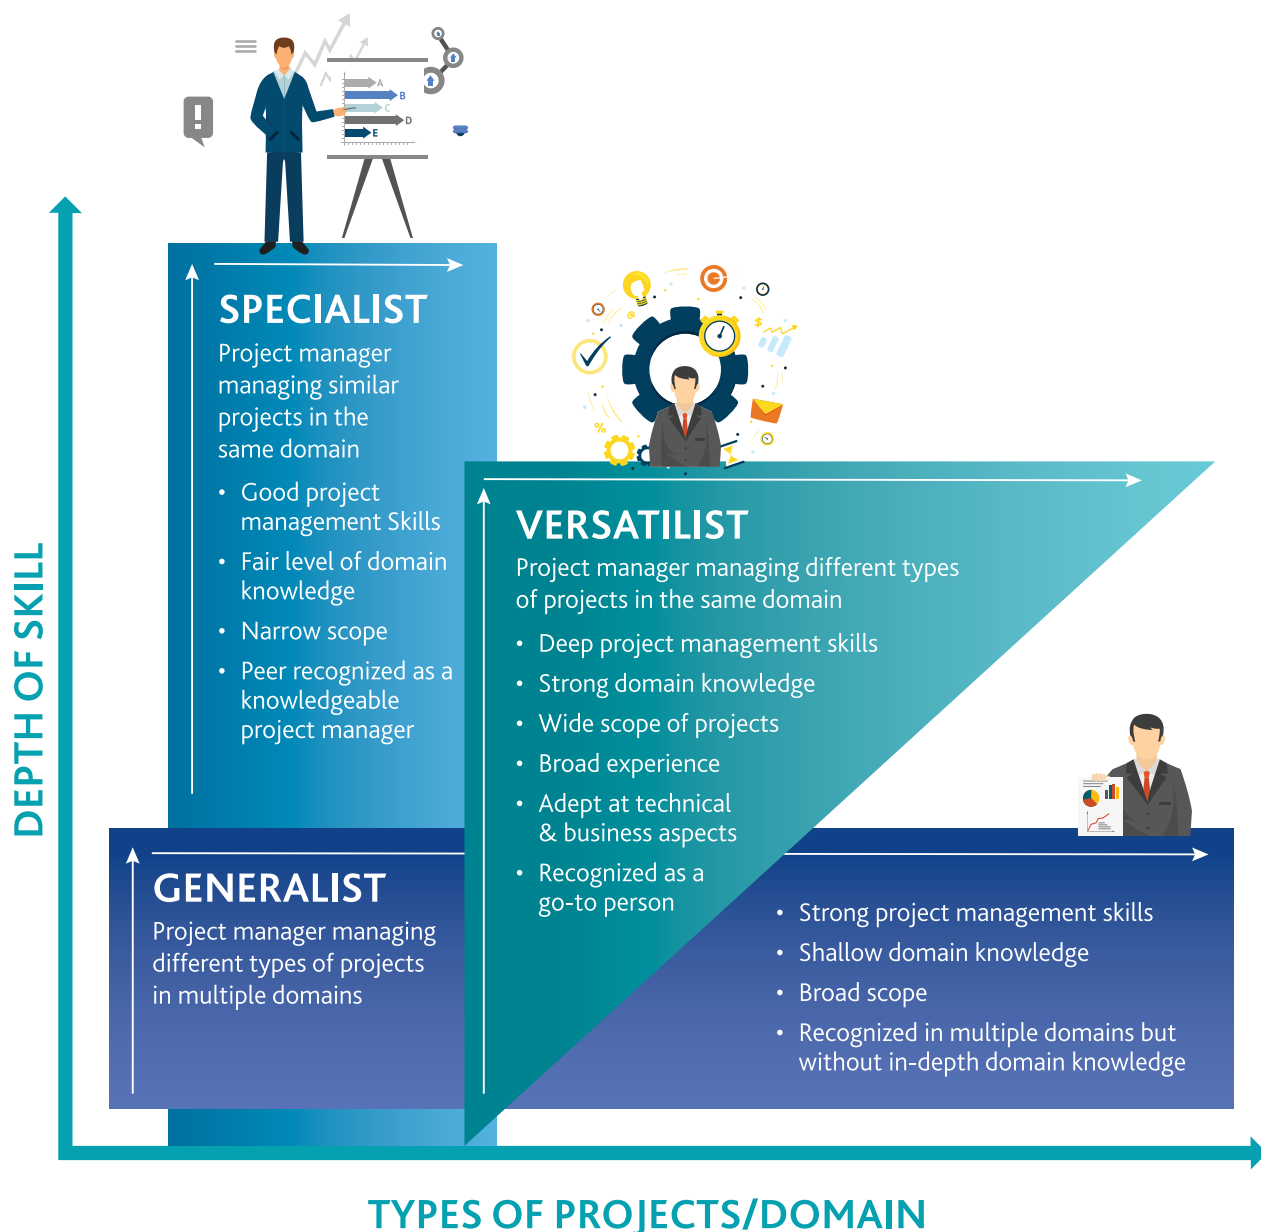 A
B
C
D
E
!
SPECIALIST
Project manager
managing similar
projects in the
same domain
• Good project
management Skills
• Fair level of domain
knowledge
• Narrow scope
• Peer recognized as a
knowledgeable
project manager
@
$
%
VERSATILIST
Project manager managing different types
of projects in the same domain
• Deep project management skills
• Strong domain knowledge
• Wide scope of projects
• Broad experience
• Adept at technical
& business aspects
• Recognized as a
go-to person
GENERALIST
Project manager managing
different types of projects
in multiple domains
• Strong project management skills
• Shallow domain knowledge
• Broad scope
• Recognized in multiple domains but
without in-depth domain knowledge
DEPTH OF SKILL
TYPES OF PROJECTS/DOMAIN